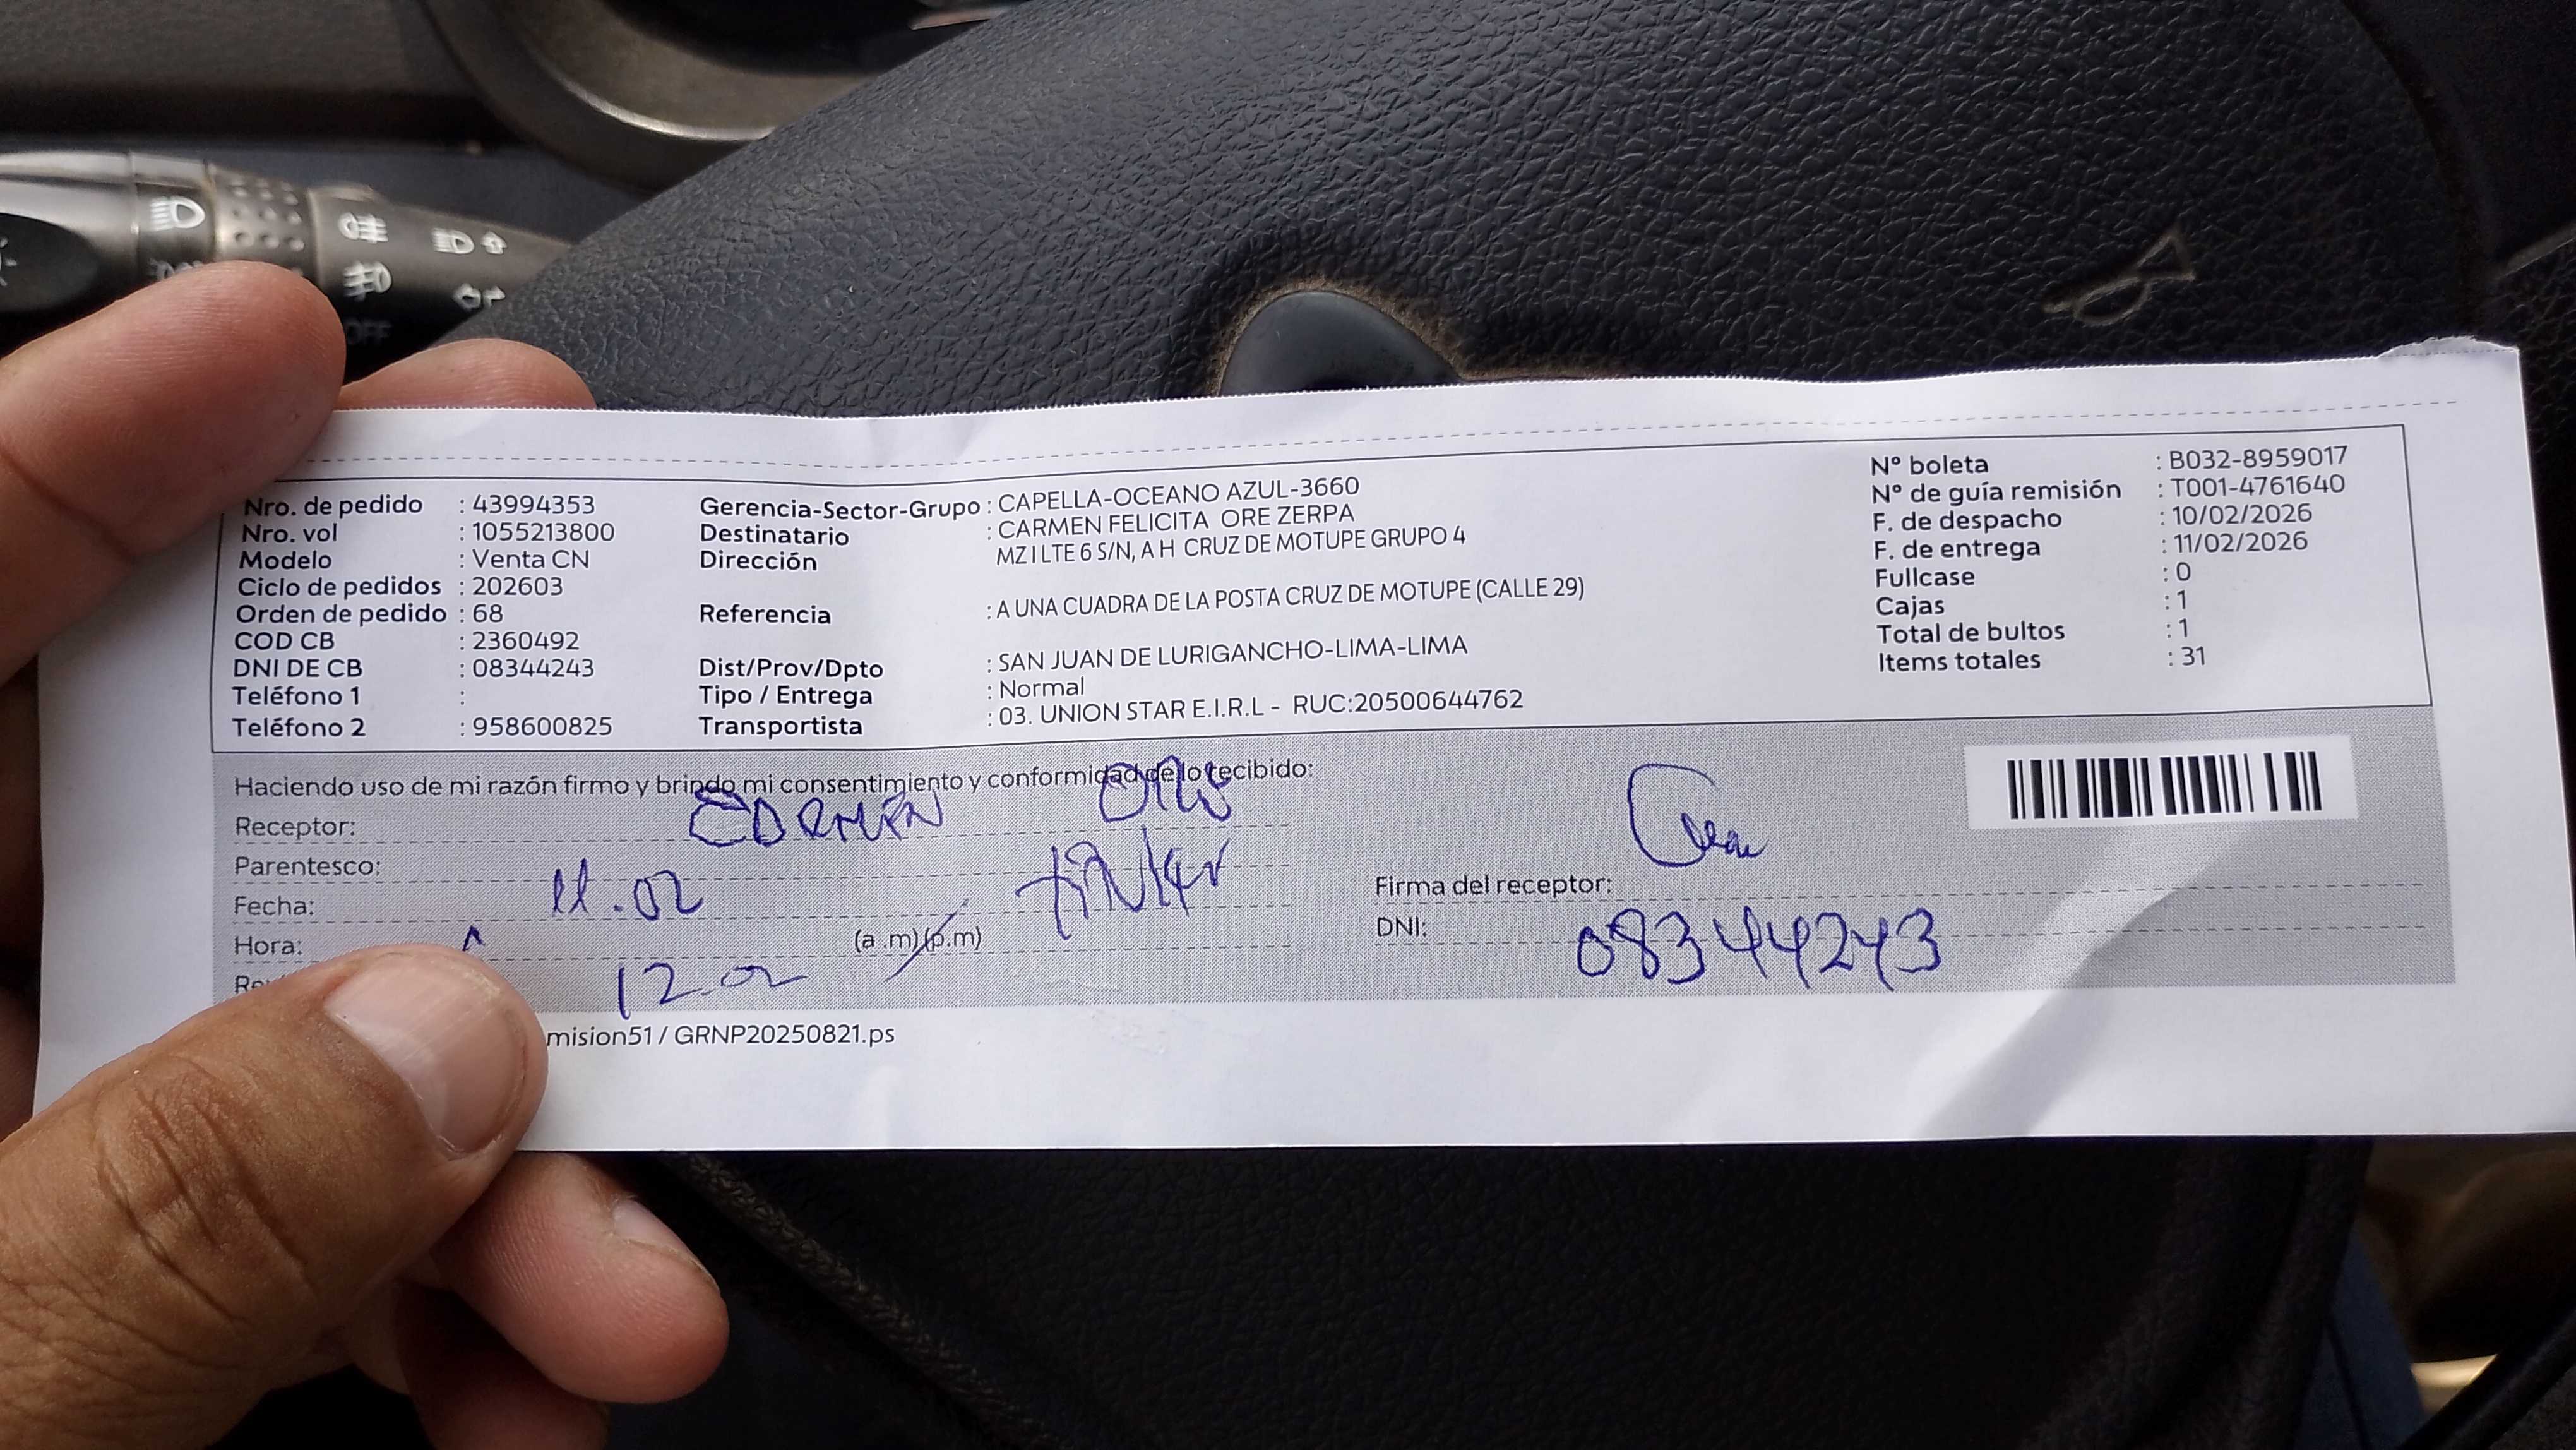 OFF
Nro. de pedido : 43994353
Nro. vol : 1055213800
Modelo : Venta CN
Ciclo de pedidos : 202603
Orden de pedido : 68
COD CB : 2360492
DNI DE CB : 08344243
Teléfono 1 :
Teléfono 2 : 958600825
Gerencia-Sector-Grupo : CAPELLA-OCEANO AZUL-3660
Destinatario : CARMEN FELICITA ORE ZERPA
Dirección MZ I LTE 6 S/N, A H CRUZ DE MOTUPE GRUPO 4
Referencia : A UNA CUADRA DE LA POSTA CRUZ DE MOTUPE (CALLE 29)
Dist/Prov/Dpto : SAN JUAN DE LURIGANCHO-LIMA-LIMA
Tipo / Entrega : Normal
Transportista : 03. UNION STAR E.I.R.L - RUC:20500644762
Nº boleta : B032-8959017
Nº de guía remisión : T001-4761640
F. de despacho : 10/02/2026
F. de entrega : 11/02/2026
Fullcase : 0
Cajas : 1
Total de bultos : 1
Items totales : 31
Haciendo uso de mi razón firmo y brindo mi consentimiento y conformidad de lo recibido:
Receptor: CARMEN ORE
Parentesco: titular
Fecha: 11.02
Hora: 12.02 (a .m)(p.m)
Firma del receptor:
DNI: 08344243
mision51 / GRNP20250821.ps